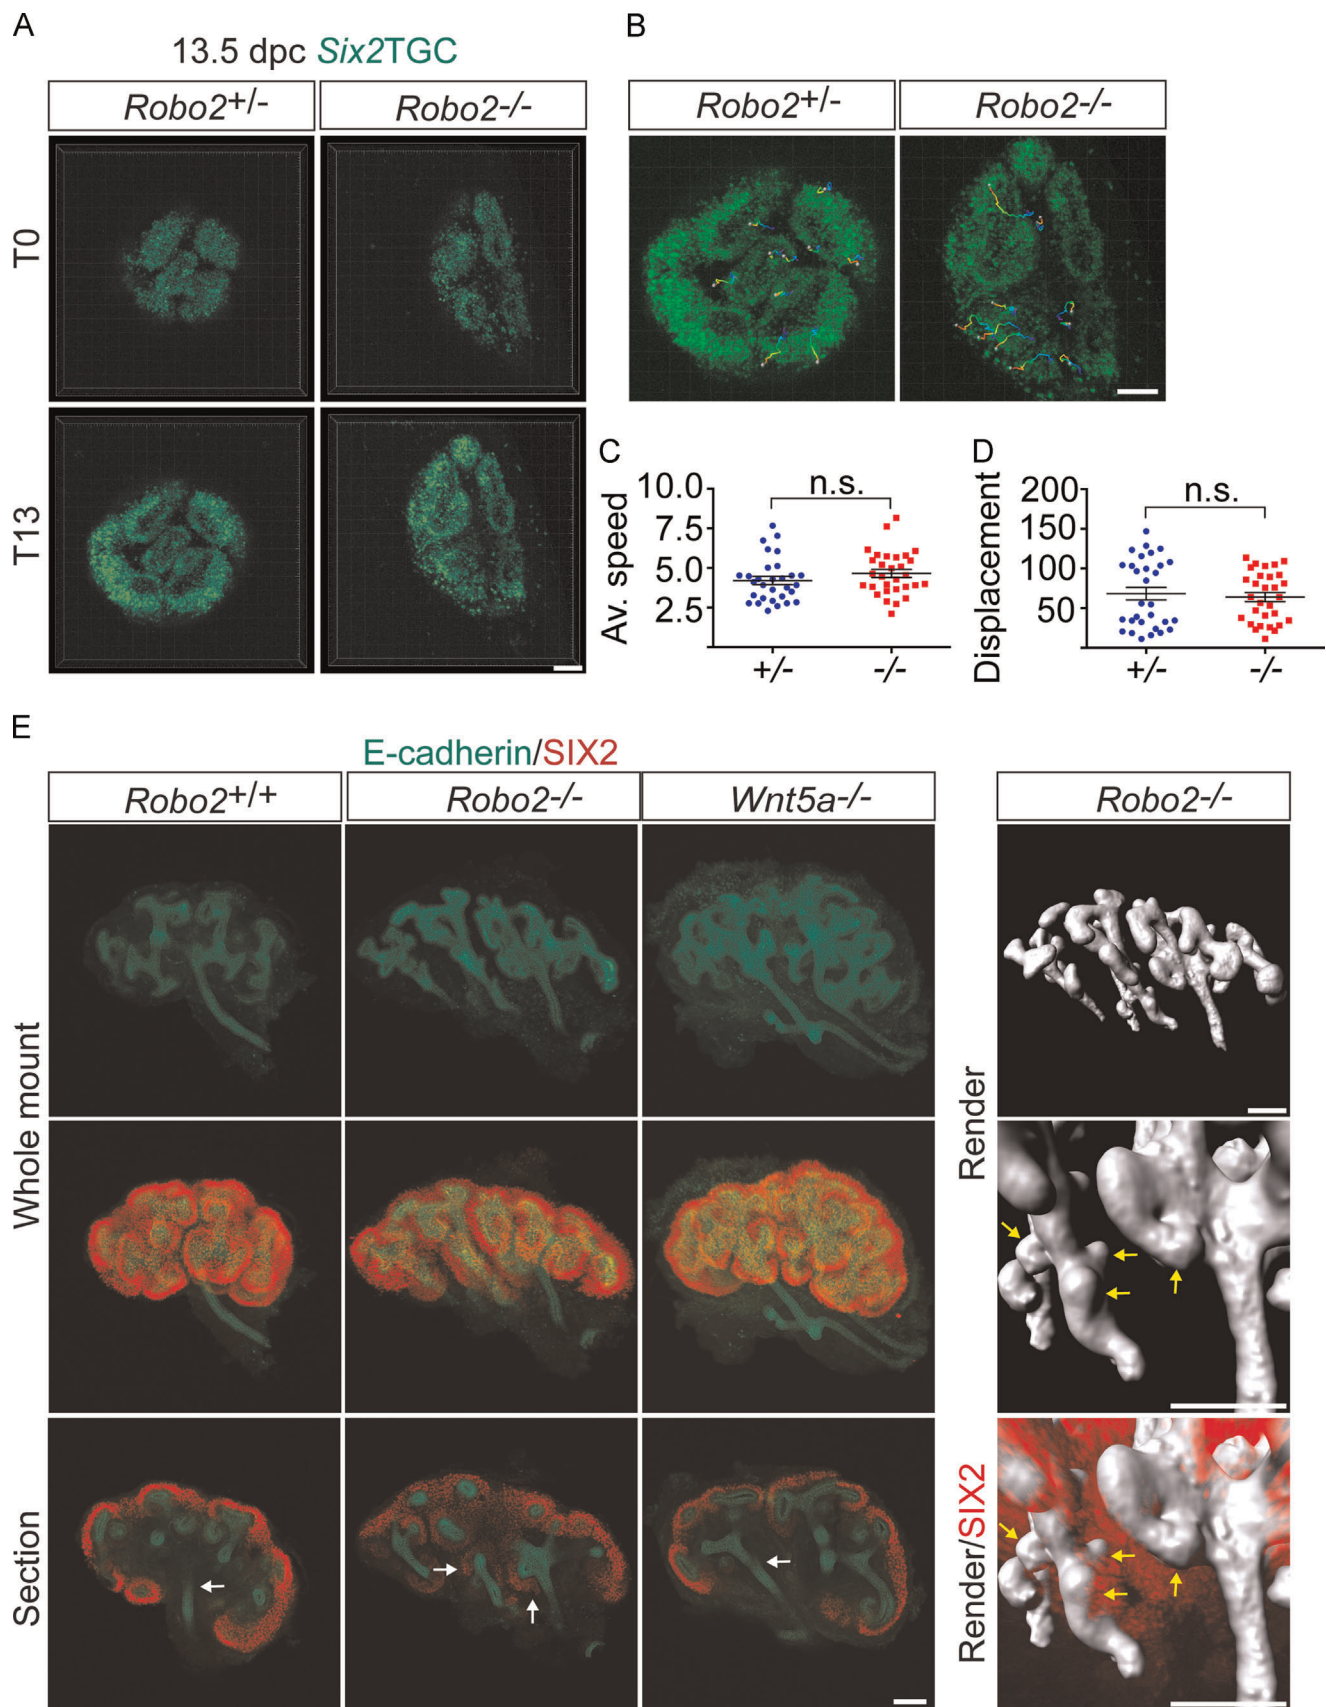 A
B
13.5 dpc Six2TGC
Robo2+/-
Robo2-/-
Robo2+/-
Robo2-/-
T0
T13
C
D
Av. speed
10.0
7.5
5.0
2.5
n.s.
+/-
-/-
Displacement
200
150
100
50
n.s.
+/-
-/-
E
E-cadherin/SIX2
Robo2+/+
Robo2-/-
Wnt5a-/-
Robo2-/-
Whole mount
Section
Render
Render/SIX2